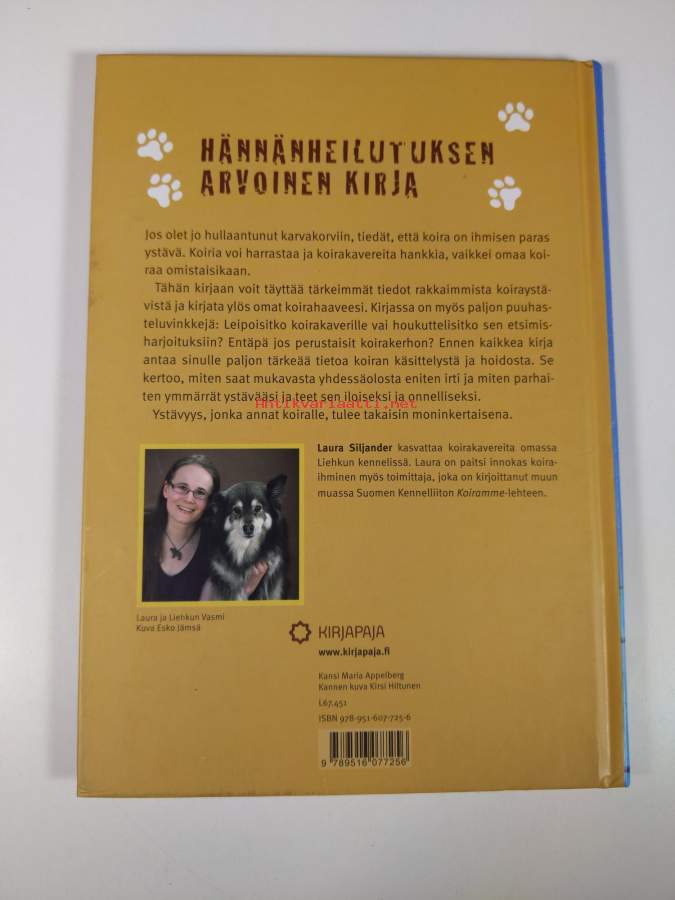 HÄNNÄNHEILUTUKSEN
ARVOINEN KIRJA
Jos olet jo hullaantunut karvakorviin, tiedät, että koira on ihmisen paras
ystävä. Koiria voi harrastaa ja koirakavereita hankkia, vaikkei omaa koi-
raa omistaisikaan.
Tähän kirjaan voit täyttää tärkeimmät tiedot rakkaimmista koiraystä-
vistä ja kirjata ylös omat koirahaaveesi. Kirjassa on myös paljon puuhas-
teluvinkkejä: Leipoisitko koirakaverille vai houkuttelisitko sen etsimis-
harjoituksiin? Entäpä jos perustaisit koirakerhon? Ennen kaikkea kirja
antaa sinulle paljon tärkeää tietoa koiran käsittelystä ja hoidosta. Se
kertoo, miten saat mukavasta yhdessäolosta eniten irti ja miten parhai-
ten ymmärrät ystävääsi ja teet sen iloiseksi ja onnelliseksi.
Antikvariaatti.net
Ystävyys, jonka annat koiralle, tulee takaisin moninkertaisena.
Laura Siljander kasvattaa koirakavereita omassa
Liehkun kennelissä. Laura on paitsi innokas koira-
ihminen myös toimittaja, joka on kirjoittanut muun
muassa Suomen Kennelliiton Koiramme-lehteen.
Laura ja Liehkun Vasmi
Kuva Esko Jämsä
KIRJAPAJA
www.kirjapaja.fi
Kansi Maria Appelberg
Kannen kuva Kirsi Hiltunen
L67.451
ISBN 978-951-607-725-6
9 789516 077256